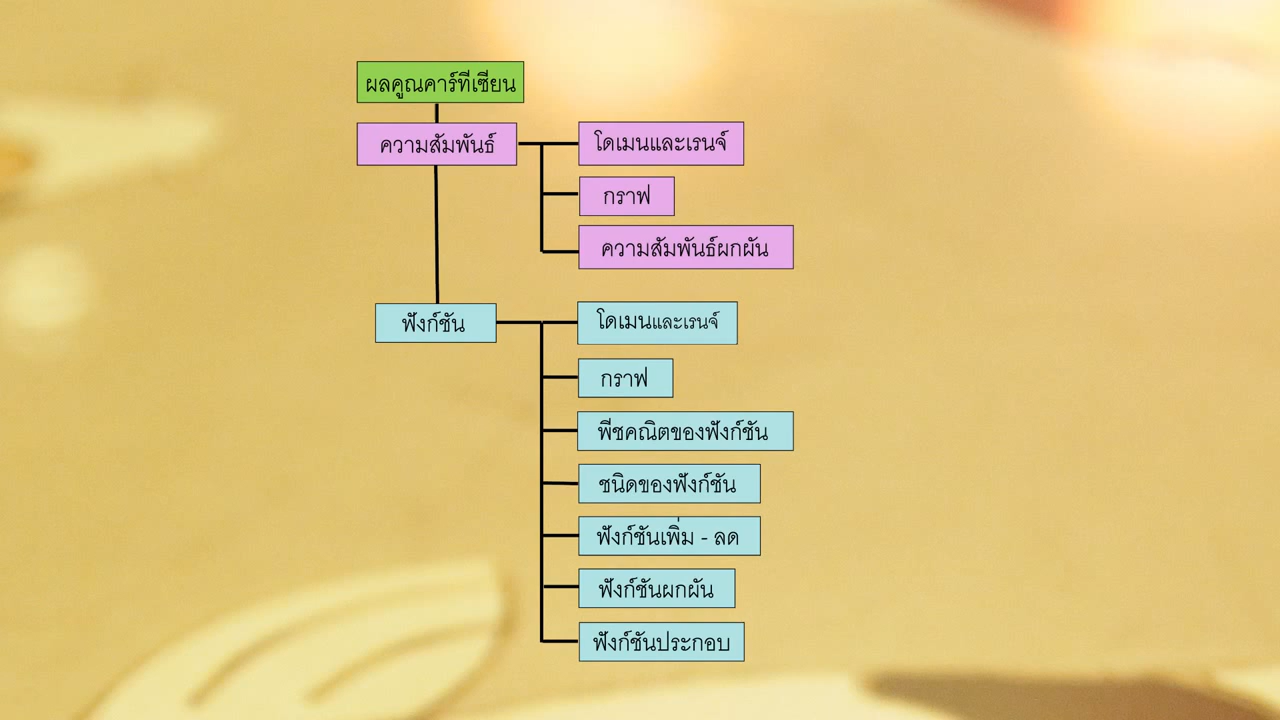 ผลคูณคาร์ทีเซียน
ความสัมพันธ์
โดเมนและเรนจ์
กราฟ
ความสัมพันธ์ผกผัน
ฟังก์ชัน
โดเมนและเรนจ์
กราฟ
พีชคณิตของฟังก์ชัน
ชนิดของฟังก์ชัน
ฟังก์ชันเพิ่ม - ลด
ฟังก์ชันผกผัน
ฟังก์ชันประกอบ